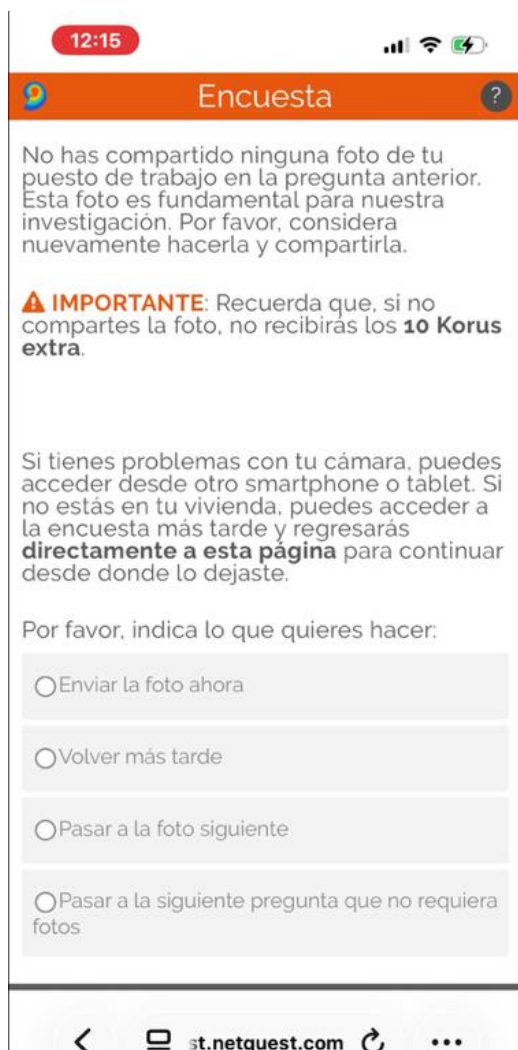 12:15
Encuesta
?
No has compartido ninguna foto de tu
puesto de trabajo en la pregunta anterior.
Esta foto es fundamental para nuestra
investigación. Por favor, considera
nuevamente hacerla y compartirla.
IMPORTANTE: Recuerda que, si no
compartes la foto, no recibirás los 10 Korus
extra.
Si tienes problemas con tu cámara, puedes
acceder desde otro smartphone o tablet. Si
no estás en tu vivienda, puedes acceder a
la encuesta más tarde y regresarás
directamente a esta página para continuar
desde donde lo dejaste.
Por favor, indica lo que quieres hacer:
Enviar la foto ahora
Volver más tarde
Pasar a la foto siguiente
Pasar a la siguiente pregunta que no requiera
fotos
st.netquest.com